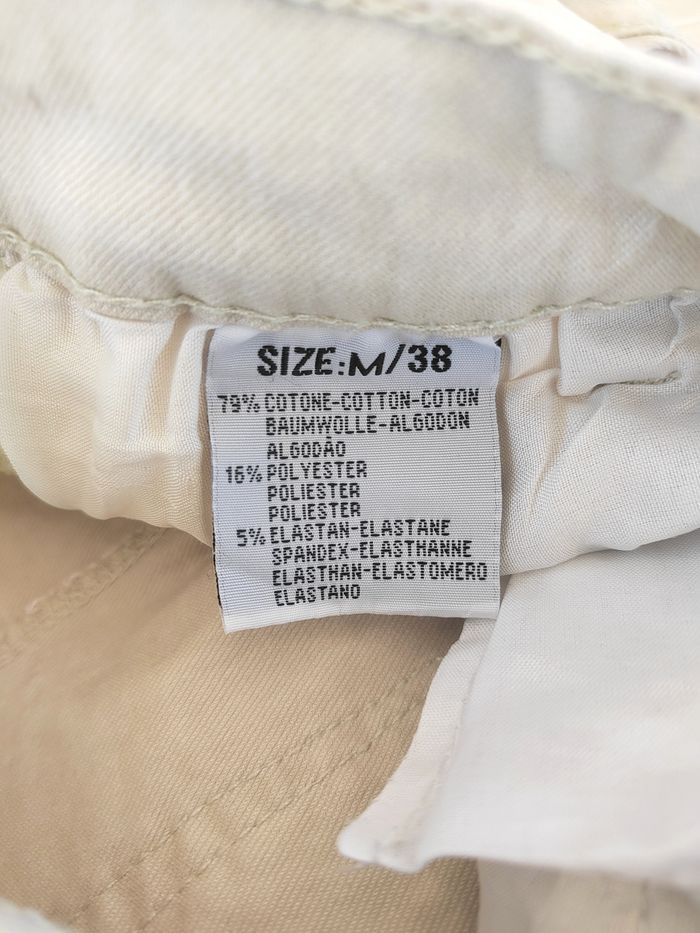 SIZE:M/38
79% COTONE-COTTON-COTON
BAUMWOLLE-ALGODON
ALGODÃO
16% POLYESTER
POLIESTER
POLIESTER
5% ELASTAN-ELASTANE
SPANDEX-ELASTHANNE
ELASTHAN-ELASTOMERO
ELASTANO